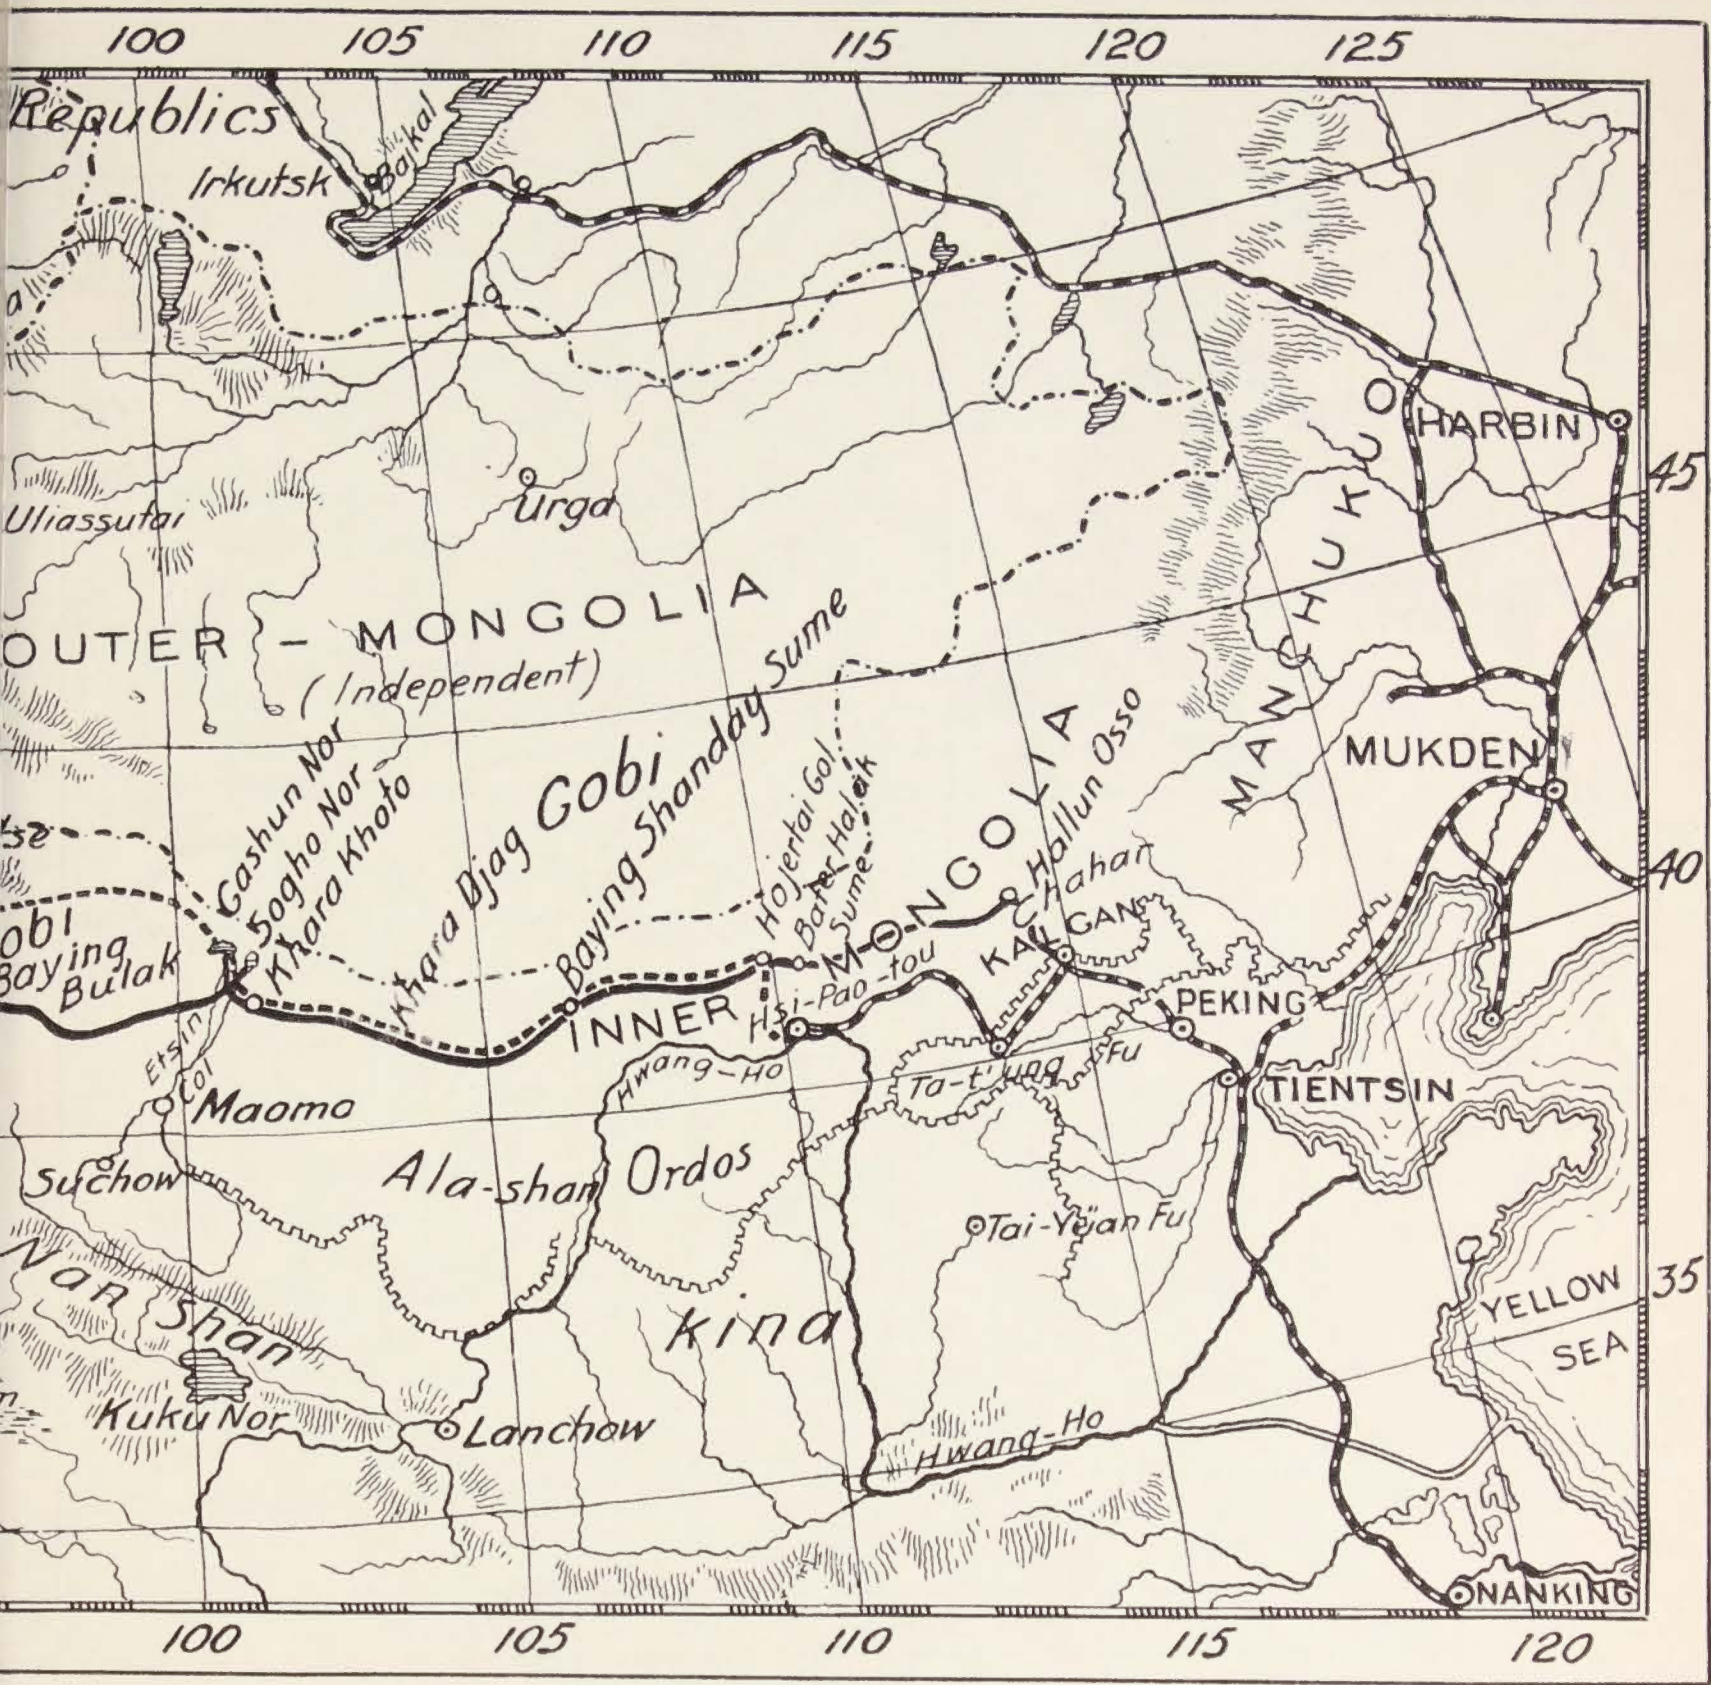 100 105 110 115 120 125
Republics
Baikal
Irkutsk
HARBIN
45
Urga
Uliassutai
MANCHUKUO
OUTER - MONGOLIA
(Independent)
MUKDEN
Gobi
Gashun Nor
Sogho Nor
Khara Khoto
Khara Djag
Baying Shanday Sume
Hojertai Gol
Bater Halak
Sume
Hallun Osso
Chahar
40
obi
Baying
Bulak
KALGAN
INNER MONGOLIA
Hsi-Pao-tou
PEKING
Etsin
Gol
Hwang-Ho
Ta-t'ung Fu
TIENTSIN
Maomo
Suchow
Ala-shan
Ordos
Tai-Yüan Fu
Nan Shan
Kina
35
YELLOW
SEA
Kuku Nor
Lanchow
Hwang-Ho
NANKING
100 105 110 115 120